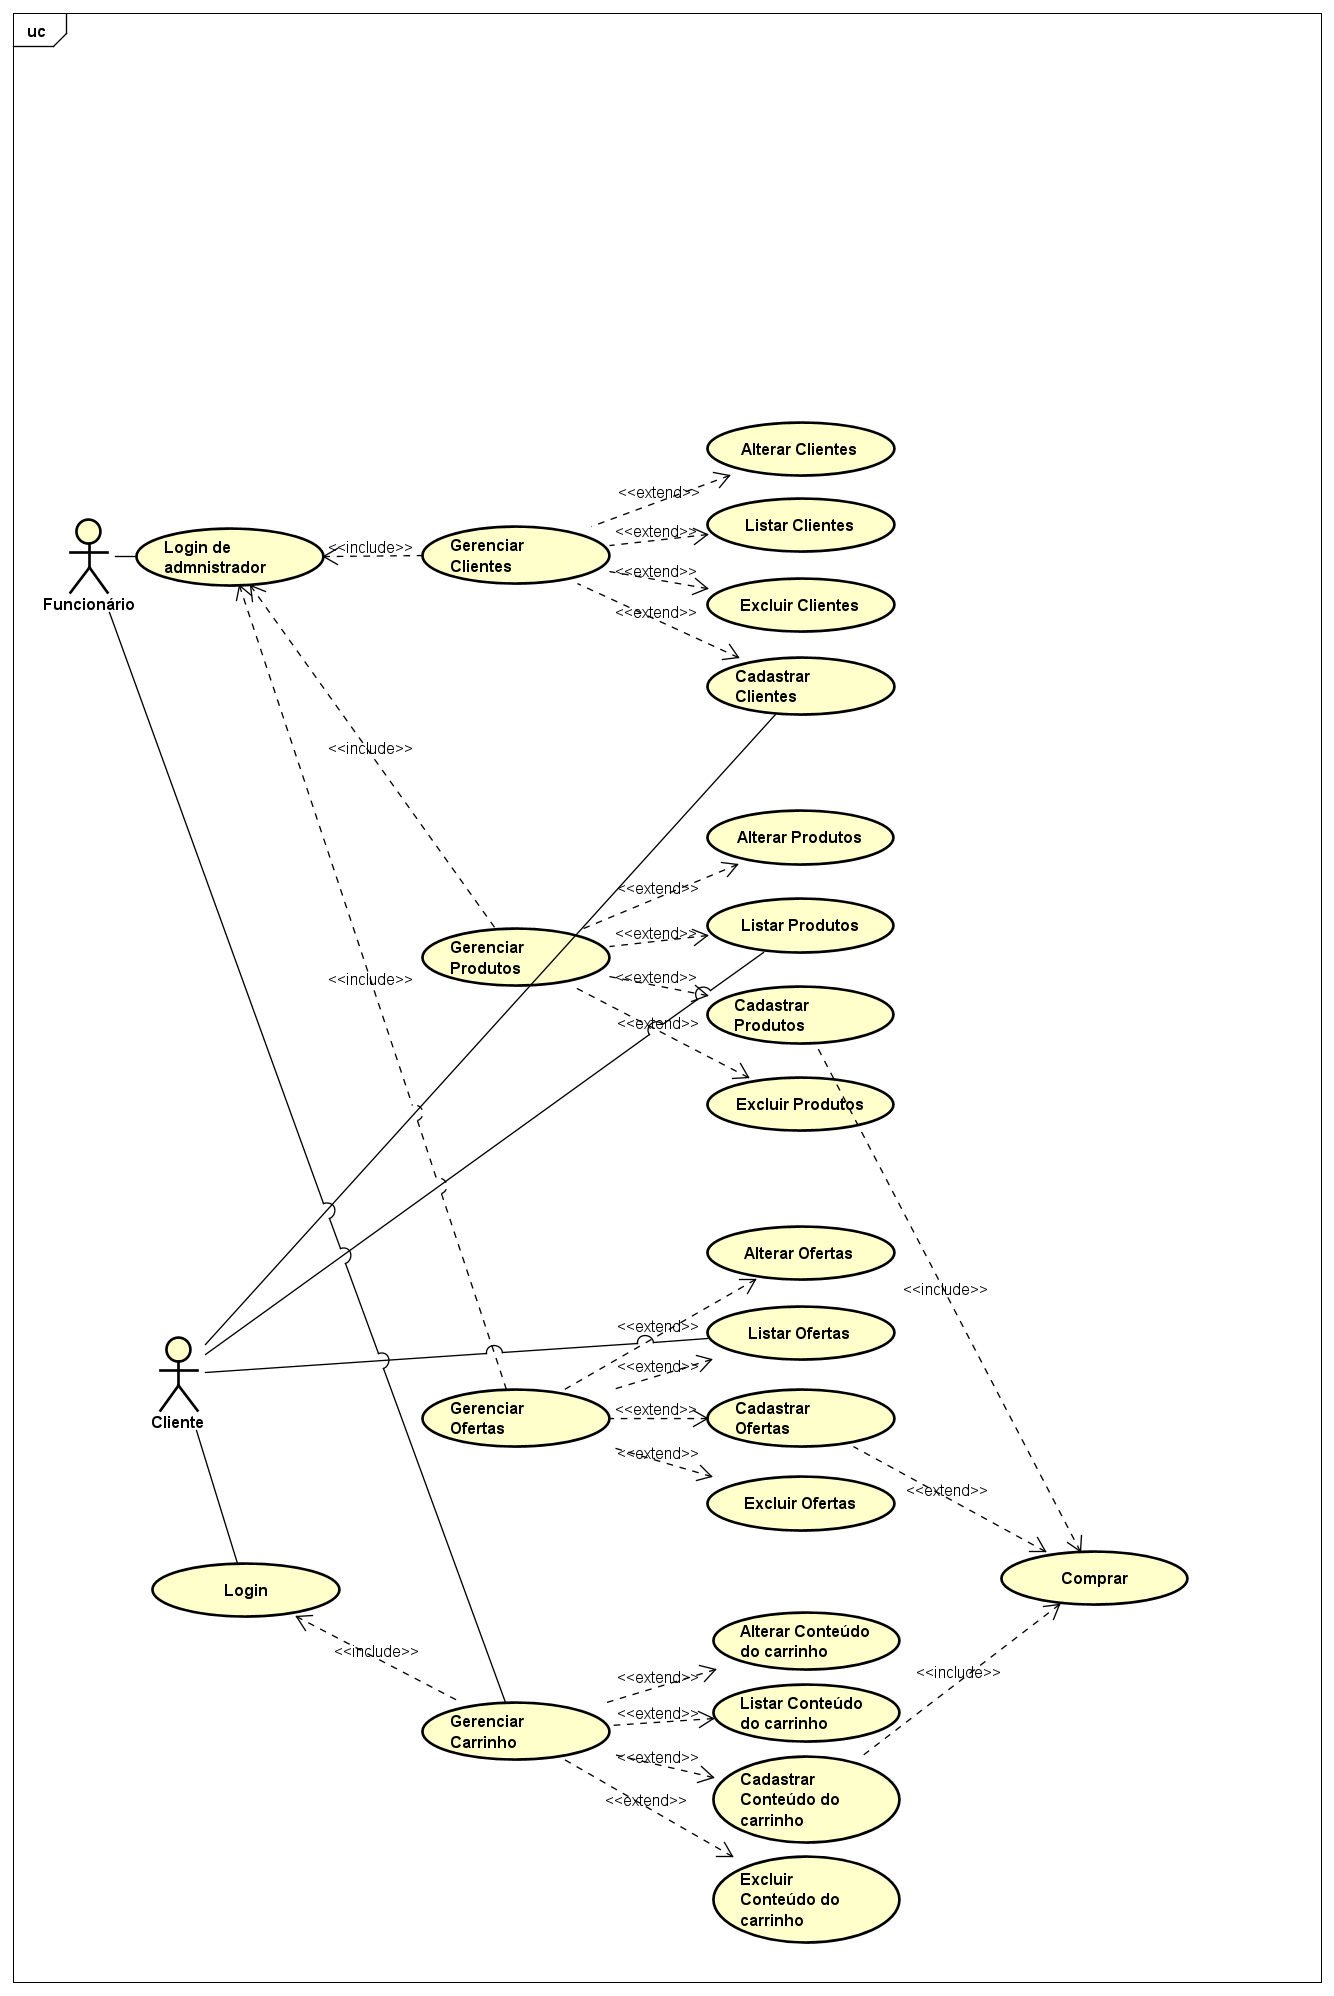 uc
Alterar Clientes
<<extend>>
Listar Clientes
<<extend>>
Login de
admnistrador
<<include>>
Gerenciar
Clientes
<<extend>>
Excluir Clientes
Funcionário
<<extend>>
Cadastrar
Clientes
<<include>>
Alterar Produtos
<<extend>>
Listar Produtos
<<extend>>
Gerenciar
Produtos
<<include>>
<<extend>>
Cadastrar
Produtos
<<extend>>
Excluir Produtos
Alterar Ofertas
<<include>>
<<extend>>
Listar Ofertas
<<extend>>
Cliente
Gerenciar
Ofertas
<<extend>>
Cadastrar
Ofertas
<<extend>>
<<extend>>
Excluir Ofertas
Comprar
Login
<<include>>
Alterar Conteúdo
do carrinho
<<extend>>
<<include>>
Listar Conteúdo
do carrinho
<<extend>>
Gerenciar
Carrinho
<<extend>>
Cadastrar
Conteúdo do
carrinho
<<extend>>
Excluir
Conteúdo do
carrinho